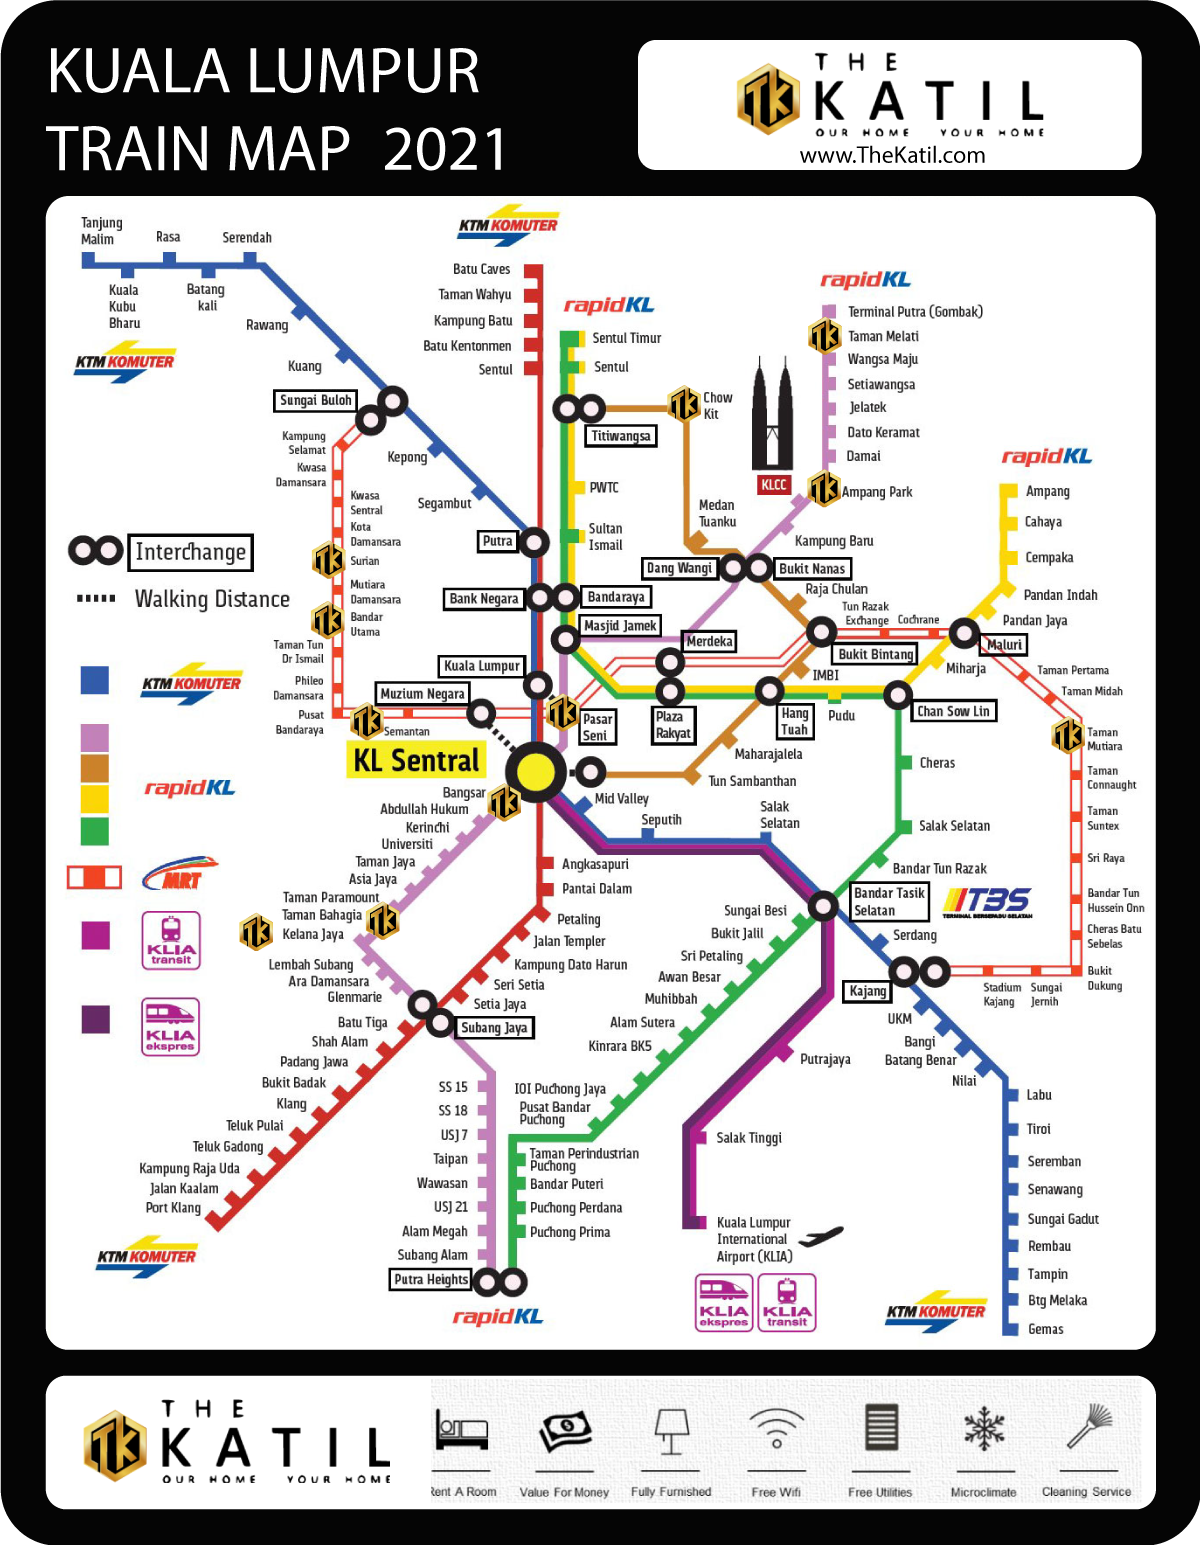 KUALA LUMPUR
TRAIN MAP 2021
THE
KATIL
OUR HOME YOUR HOME
www.TheKatil.com
Tanjung
Malim
Rasa
Serendah
Kuala
Kubu
Bharu
Batang
kali
Rawang
Kuang
KTM KOMUTER
Sungai Buloh
Kepong
Segambut
Putra
Bank Negara
Kuala Lumpur
Muzium Negara
KTM KOMUTER
Batu Caves
Taman Wahyu
Kampung Batu
Batu Kentonmen
Sentul
rapidKL
Sentul Timur
Sentul
Titiwangsa
PWTC
Sultan
Ismail
Bandaraya
Masjid Jamek
Chow
Kit
Medan
Tuanku
Dang Wangi
Bukit Nanas
Raja Chulan
KLCC
rapidKL
Terminal Putra (Gombak)
Taman Melati
Wangsa Maju
Setiawangsa
Jelatek
Dato Keramat
Damai
Ampang Park
Kampung Baru
rapidKL
Ampang
Cahaya
Cempaka
Pandan Indah
Pandan Jaya
Maluri
Miharja
Tun Razak
Exchange
Cochrane
Bukit Bintang
Merdeka
IMBI
Plaza
Rakyat
Hang
Tuah
Pudu
Chan Sow Lin
Pasar
Seni
Maharajalela
Tun Sambanthan
Kampung
Selamat
Kwasa
Damansara
Kwasa
Sentral
Kota
Damansara
Surian
Mutiara
Damansara
Bandar
Utama
Taman Tun
Dr Ismail
Phileo
Damansara
Pusat
Bandaraya
Semantan
KL Sentral
Interchange
Walking Distance
KTM KOMUTER
rapidKL
MRT
KLIA
transit
KLIA
ekspres
Taman Pertama
Taman Midah
Taman
Mutiara
Taman
Connaught
Taman
Suntex
Sri Raya
Bandar Tun
Hussein Onn
Cheras Batu
Sebelas
Bukit
Dukung
Sungai
Jernih
Stadium
Kajang
Cheras
Salak Selatan
Bandar Tun Razak
Bandar Tasik
Selatan
TBS
TERMINAL BERSEPADU SELATAN
Mid Valley
Seputih
Salak
Selatan
Serdang
Kajang
UKM
Bangi
Batang Benar
Nilai
Labu
Tiroi
Seremban
Senawang
Sungai Gadut
Rembau
Tampin
Btg Melaka
Gemas
KTM KOMUTER
Bangsar
Abdullah Hukum
Kerinchi
Universiti
Taman Jaya
Asia Jaya
Taman Paramount
Taman Bahagia
Kelana Jaya
Lembah Subang
Ara Damansara
Glenmarie
Subang Jaya
SS 15
SS 18
USJ 7
Taipan
Wawasan
USJ 21
Alam Megah
Subang Alam
Putra Heights
rapidKL
Angkasapuri
Pantai Dalam
Petaling
Jalan Templer
Kampung Dato Harun
Seri Setia
Setia Jaya
Batu Tiga
Shah Alam
Padang Jawa
Bukit Badak
Klang
Teluk Pulai
Teluk Gadong
Kampung Raja Uda
Jalan Kaalam
Port Klang
KTM KOMUTER
Sungai Besi
Bukit Jalil
Sri Petaling
Awan Besar
Muhibbah
Alam Sutera
Kinrara BK5
IOI Puchong Jaya
Pusat Bandar
Puchong
Taman Perindustrian
Puchong
Bandar Puteri
Puchong Perdana
Puchong Prima
Putrajaya
Salak Tinggi
Kuala Lumpur
International
Airport (KLIA)
KLIA
ekspres
KLIA
transit
THE
KATIL
OUR HOME YOUR HOME
Rent A Room
Value For Money
Fully Furnished
Free Wifi
Free Utilities
Microclimate
Cleaning Service